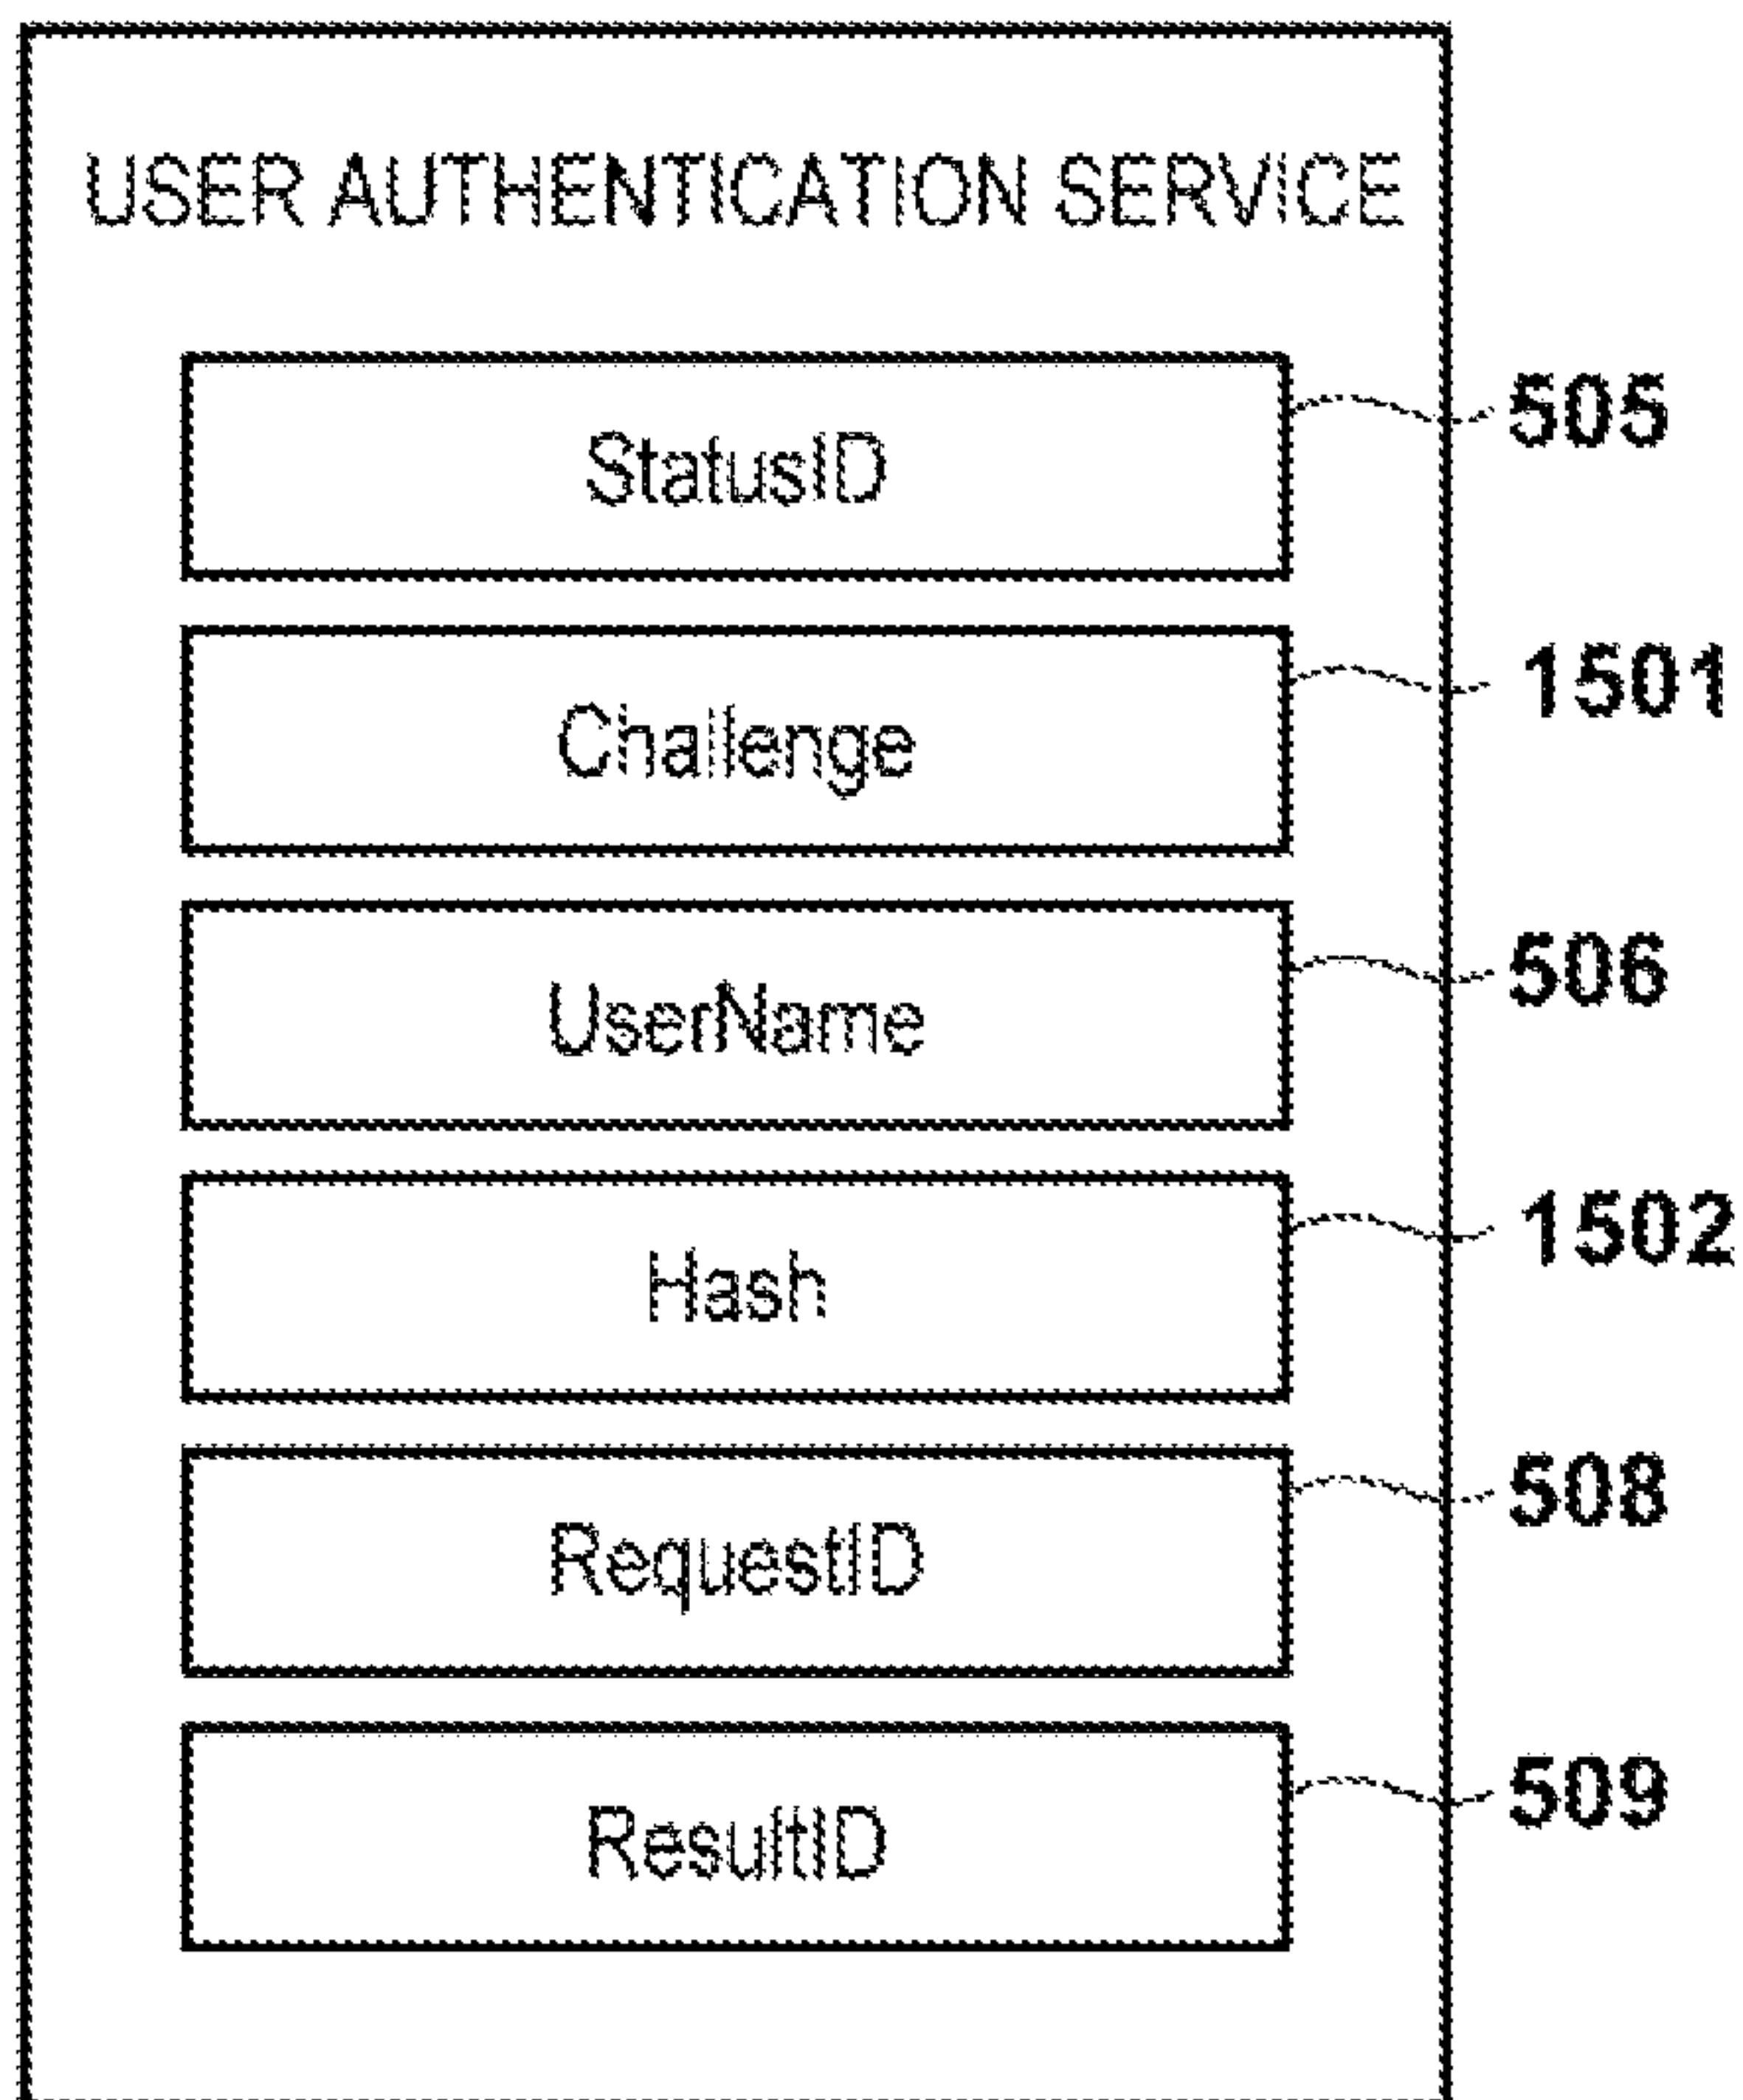 USER AUTHENTICATION SERVICE
StatusID 505
Challenge 1501
UserName 506
Hash 1502
RequestID 508
ResultID 509